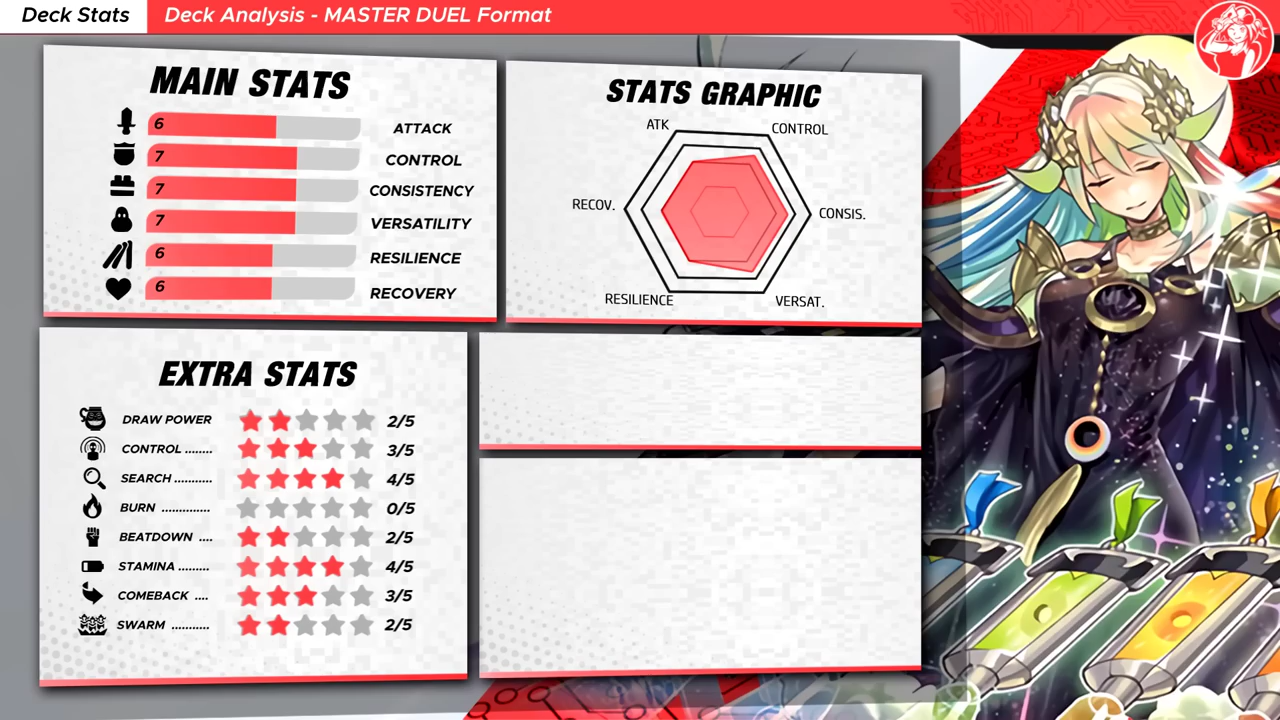 Deck Stats
Deck Analysis - MASTER DUEL Format
MAIN STATS
6 ATTACK
7 CONTROL
7 CONSISTENCY
7 VERSATILITY
6 RESILIENCE
6 RECOVERY
STATS GRAPHIC
ATK CONTROL
RECOV. CONSIS.
RESILIENCE VERSAT.
EXTRA STATS
DRAW POWER 2/5
CONTROL ........ 3/5
SEARCH ........... 4/5
BURN .............. 0/5
BEATDOWN .... 2/5
STAMINA ......... 4/5
COMEBACK .... 3/5
SWARM ........... 2/5